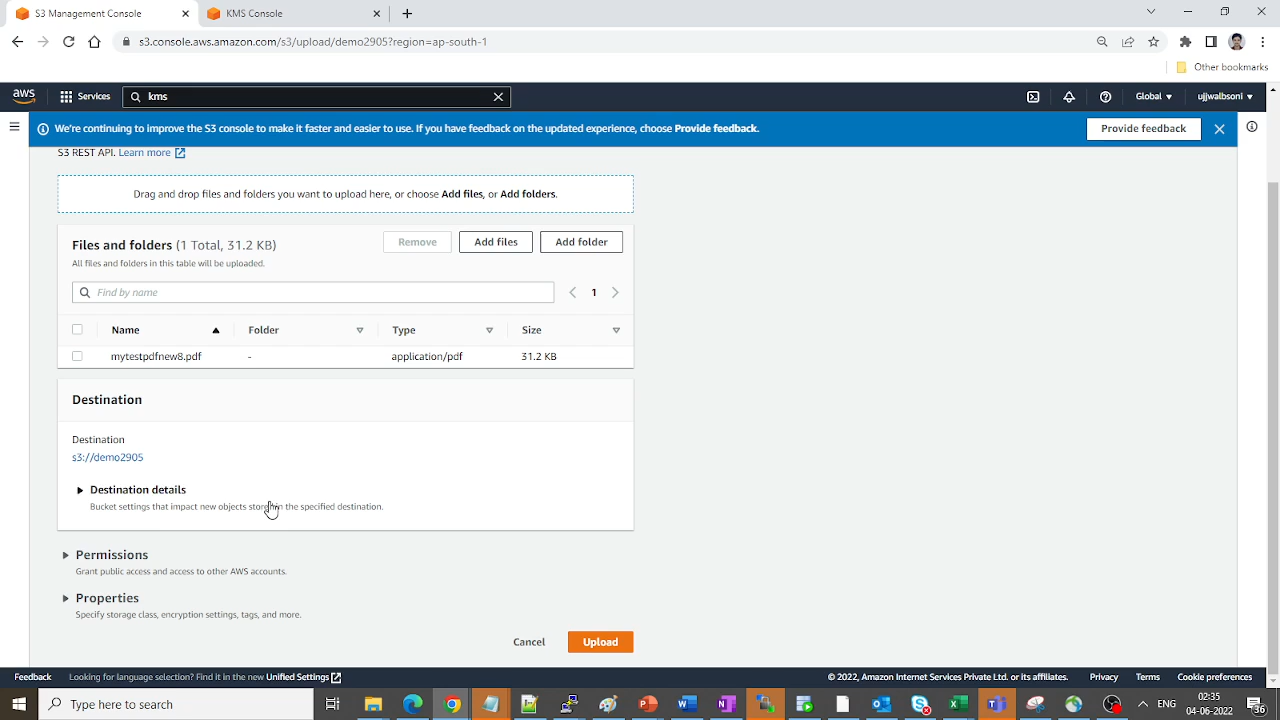 S3 Management Console
KMS Console
s3.console.aws.amazon.com/s3/upload/demo2905?region=ap-south-1
Other bookmarks
aws
Services
kms
Global
ujjwalbsoni
We're continuing to improve the S3 console to make it faster and easier to use. If you have feedback on the updated experience, choose Provide feedback.
Provide feedback
S3 REST API. Learn more
Drag and drop files and folders you want to upload here, or choose Add files, or Add folders.
Files and folders (1 Total, 31.2 KB)
Remove
Add files
Add folder
All files and folders in this table will be uploaded.
Find by name
1
Name
Folder
Type
Size
mytestpdfnew8.pdf
-
application/pdf
31.2 KB
Destination
Destination
s3://demo2905
Destination details
Bucket settings that impact new objects stored in the specified destination.
Permissions
Grant public access and access to other AWS accounts.
Properties
Specify storage class, encryption settings, tags, and more.
Cancel
Upload
Feedback
Looking for language selection? Find it in the new Unified Settings
© 2022, Amazon Internet Services Private Ltd. or its affiliates.
Privacy
Terms
Cookie preferences
Type here to search
ENG
02:35
04-06-2022